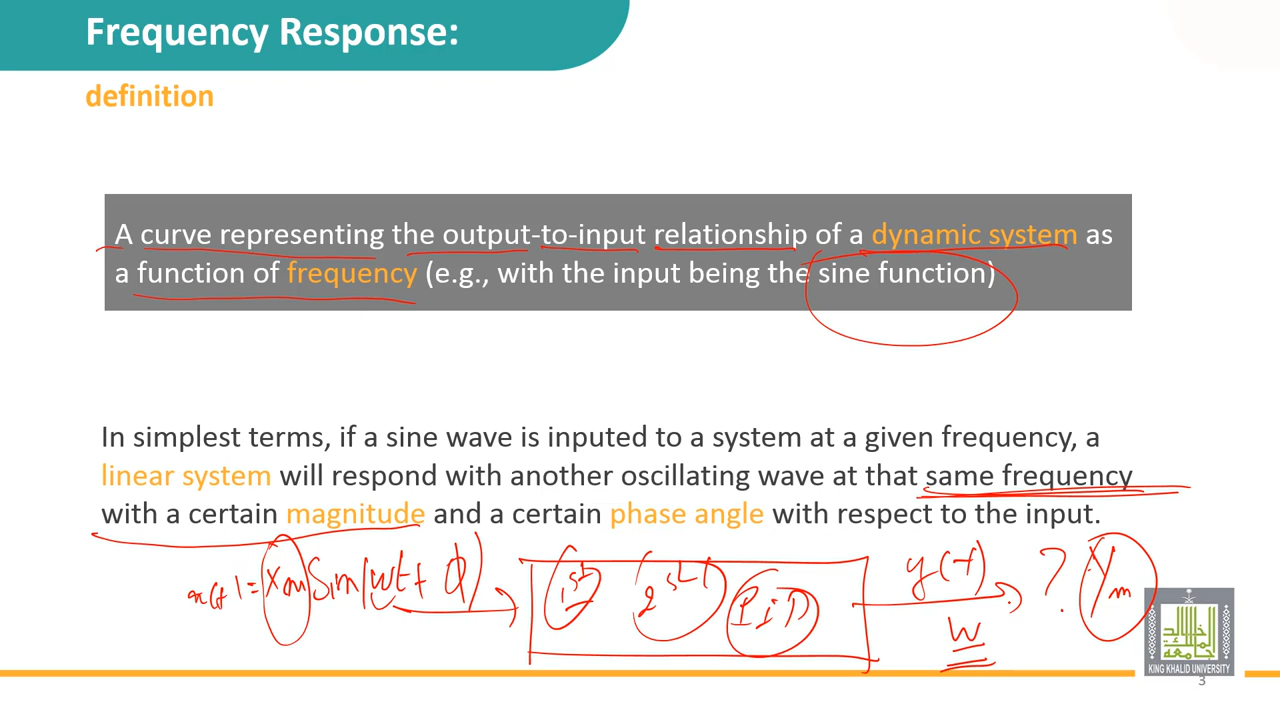 Frequency Response:
definition
A curve representing the output-to-input relationship of a dynamic system as
a function of frequency (e.g., with the input being the sine function)
In simplest terms, if a sine wave is inputed to a system at a given frequency, a
linear system will respond with another oscillating wave at that same frequency
with a certain magnitude and a certain phase angle with respect to the input.
= Xm Sin(wt + ϕ)
1st
PID
y(t)
w
?
Ym
KING KHALID UNIVERSITY
3